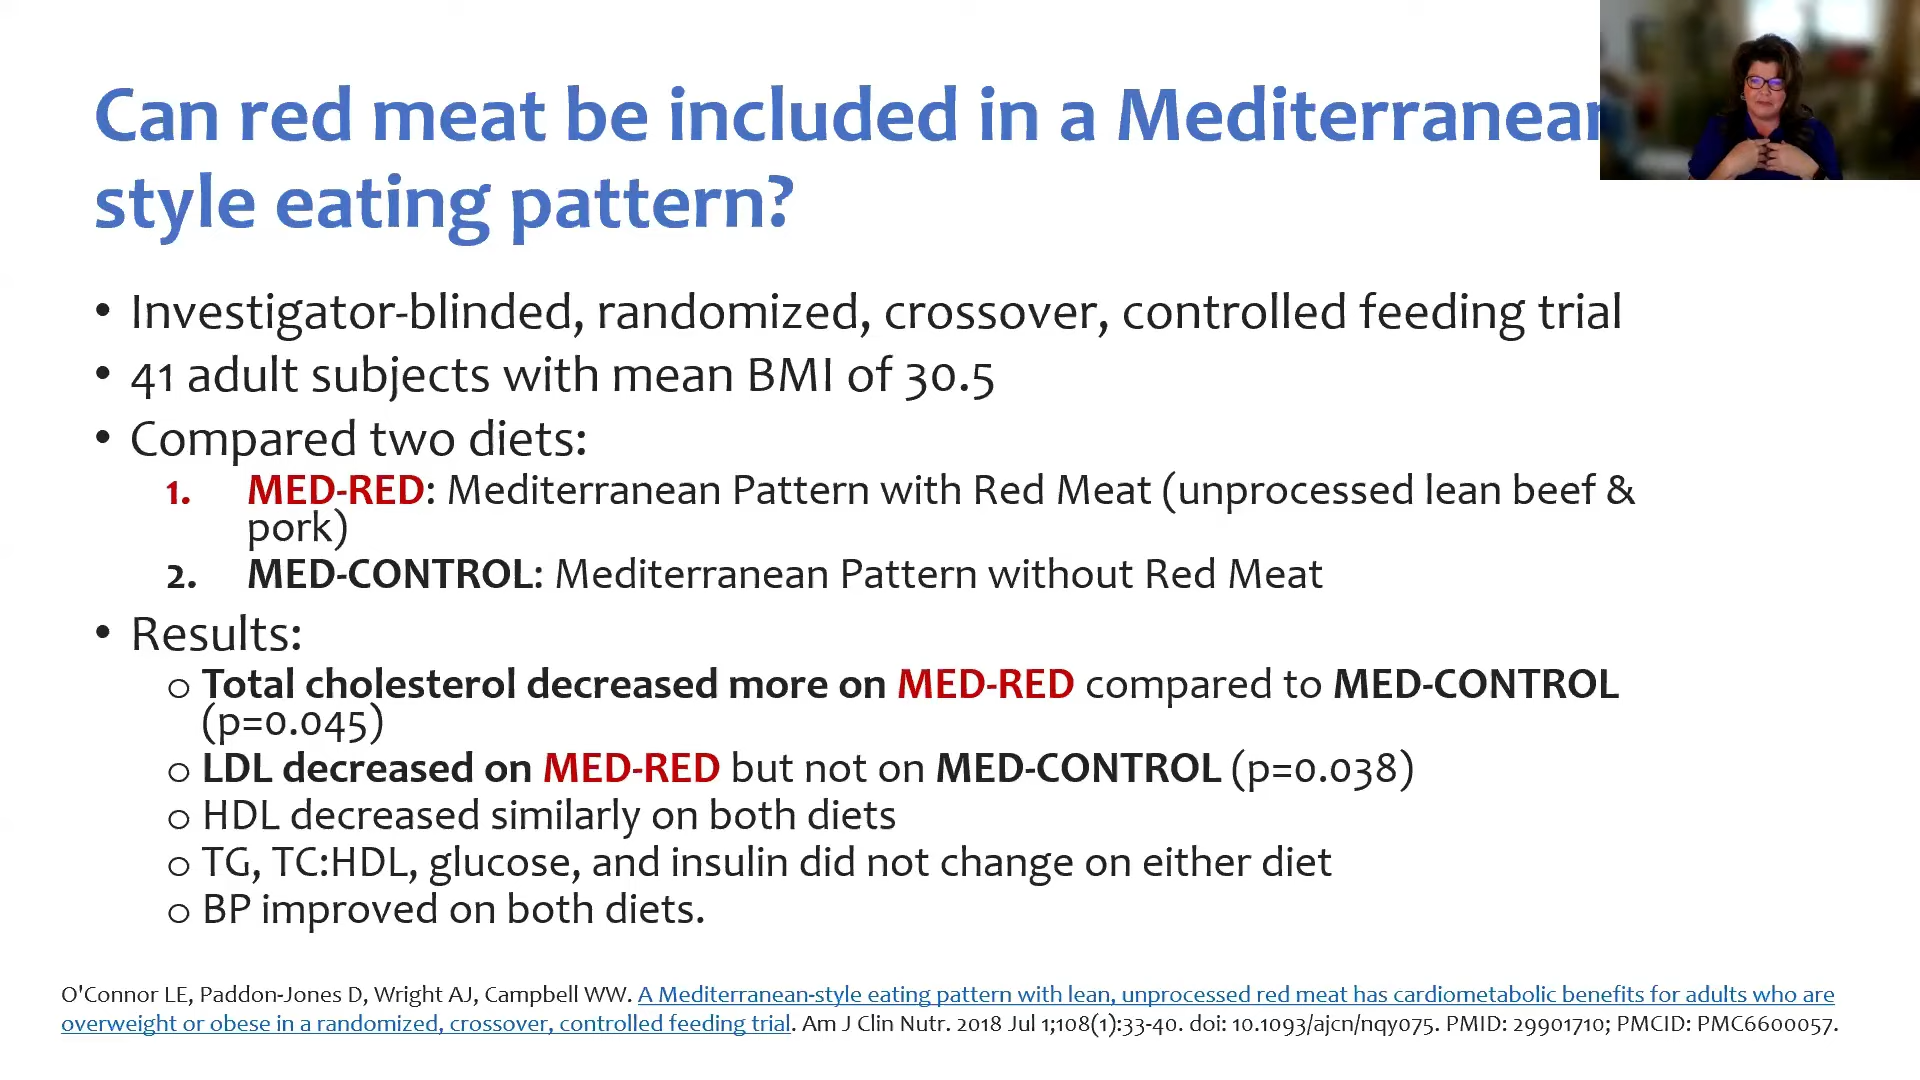 Can red meat be included in a Mediterranean
style eating pattern?
• Investigator-blinded, randomized, crossover, controlled feeding trial
• 41 adult subjects with mean BMI of 30.5
• Compared two diets:
1. MED-RED: Mediterranean Pattern with Red Meat (unprocessed lean beef &
pork)
2. MED-CONTROL: Mediterranean Pattern without Red Meat
• Results:
o Total cholesterol decreased more on MED-RED compared to MED-CONTROL
(p=0.045)
o LDL decreased on MED-RED but not on MED-CONTROL (p=0.038)
o HDL decreased similarly on both diets
o TG, TC:HDL, glucose, and insulin did not change on either diet
o BP improved on both diets.
O'Connor LE, Paddon-Jones D, Wright AJ, Campbell WW. A Mediterranean-style eating pattern with lean, unprocessed red meat has cardiometabolic benefits for adults who are
overweight or obese in a randomized, crossover, controlled feeding trial. Am J Clin Nutr. 2018 Jul 1;108(1):33-40. doi: 10.1093/ajcn/nqy075. PMID: 29901710; PMCID: PMC6600057.